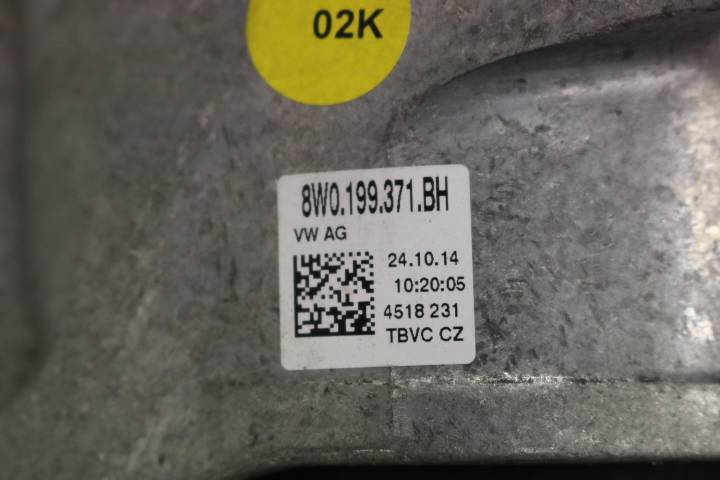 02K
8W0.199.371.BH
VW AG
24.10.14
10:20:05
4518 231
TBVC CZ